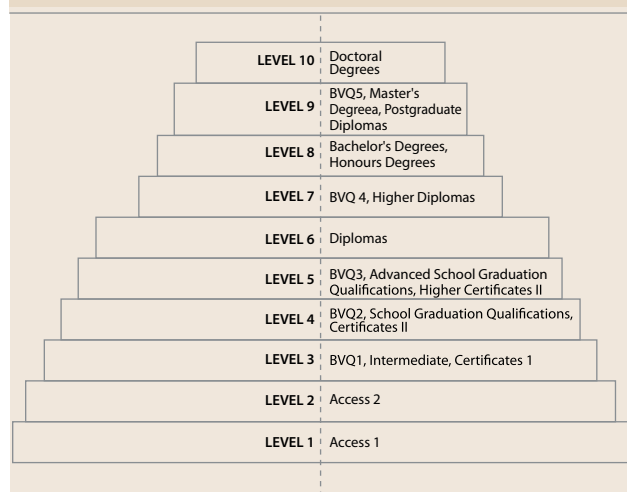 LEVEL 10 Doctoral
Degrees
LEVEL 9 BVQ5, Master's
Degreea, Postgraduate
Diplomas
LEVEL 8 Bachelor's Degrees,
Honours Degrees
LEVEL 7 BVQ 4, Higher Diplomas
LEVEL 6 Diplomas
LEVEL 5 BVQ3, Advanced School Graduation
Qualifications, Higher Certificates II
LEVEL 4 BVQ2, School Graduation Qualifications,
Certificates II
LEVEL 3 BVQ1, Intermediate, Certificates 1
LEVEL 2 Access 2
LEVEL 1 Access 1